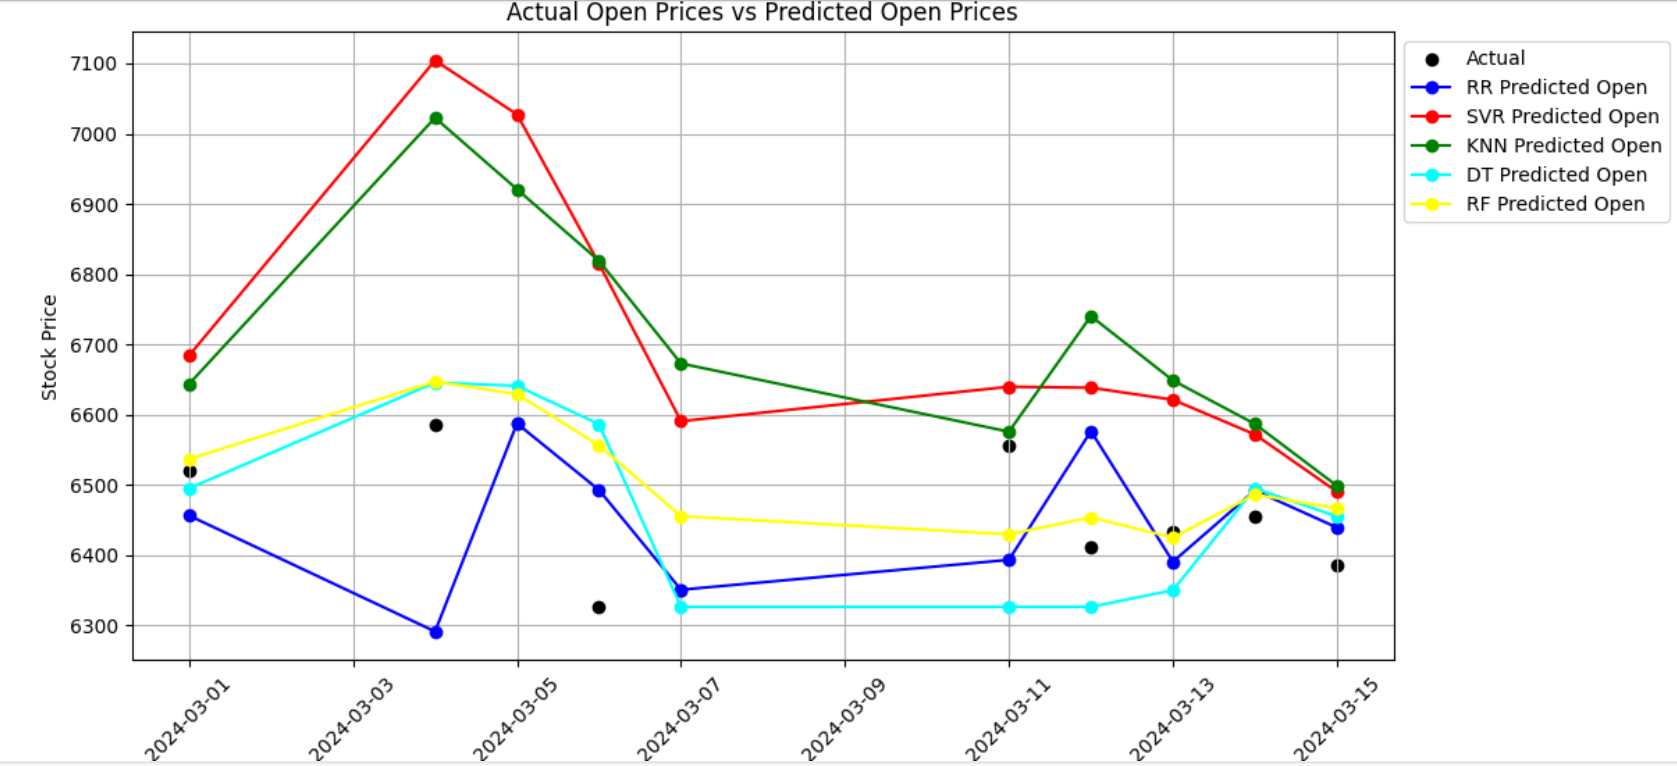 Actual Open Prices vs Predicted Open Prices
7100
7000
6900
6800
6700
6600
6500
6400
6300
Stock Price
2024-03-01
2024-03-03
2024-03-05
2024-03-07
2024-03-09
2024-03-11
2024-03-13
2024-03-15
Actual
RR Predicted Open
SVR Predicted Open
KNN Predicted Open
DT Predicted Open
RF Predicted Open